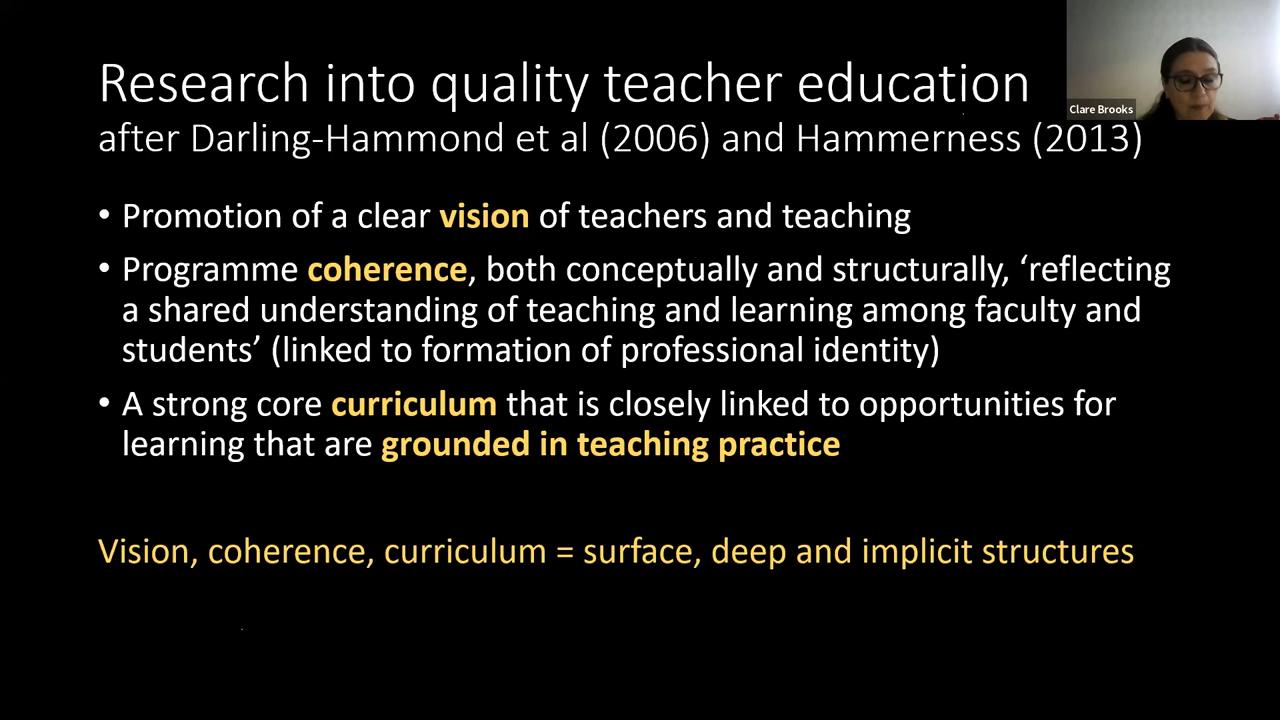 Research into quality teacher education
after Darling-Hammond et al (2006) and Hammerness (2013)
Clare Brooks
• Promotion of a clear vision of teachers and teaching
• Programme coherence, both conceptually and structurally, ‘reflecting
a shared understanding of teaching and learning among faculty and
students’ (linked to formation of professional identity)
• A strong core curriculum that is closely linked to opportunities for
learning that are grounded in teaching practice
Vision, coherence, curriculum = surface, deep and implicit structures